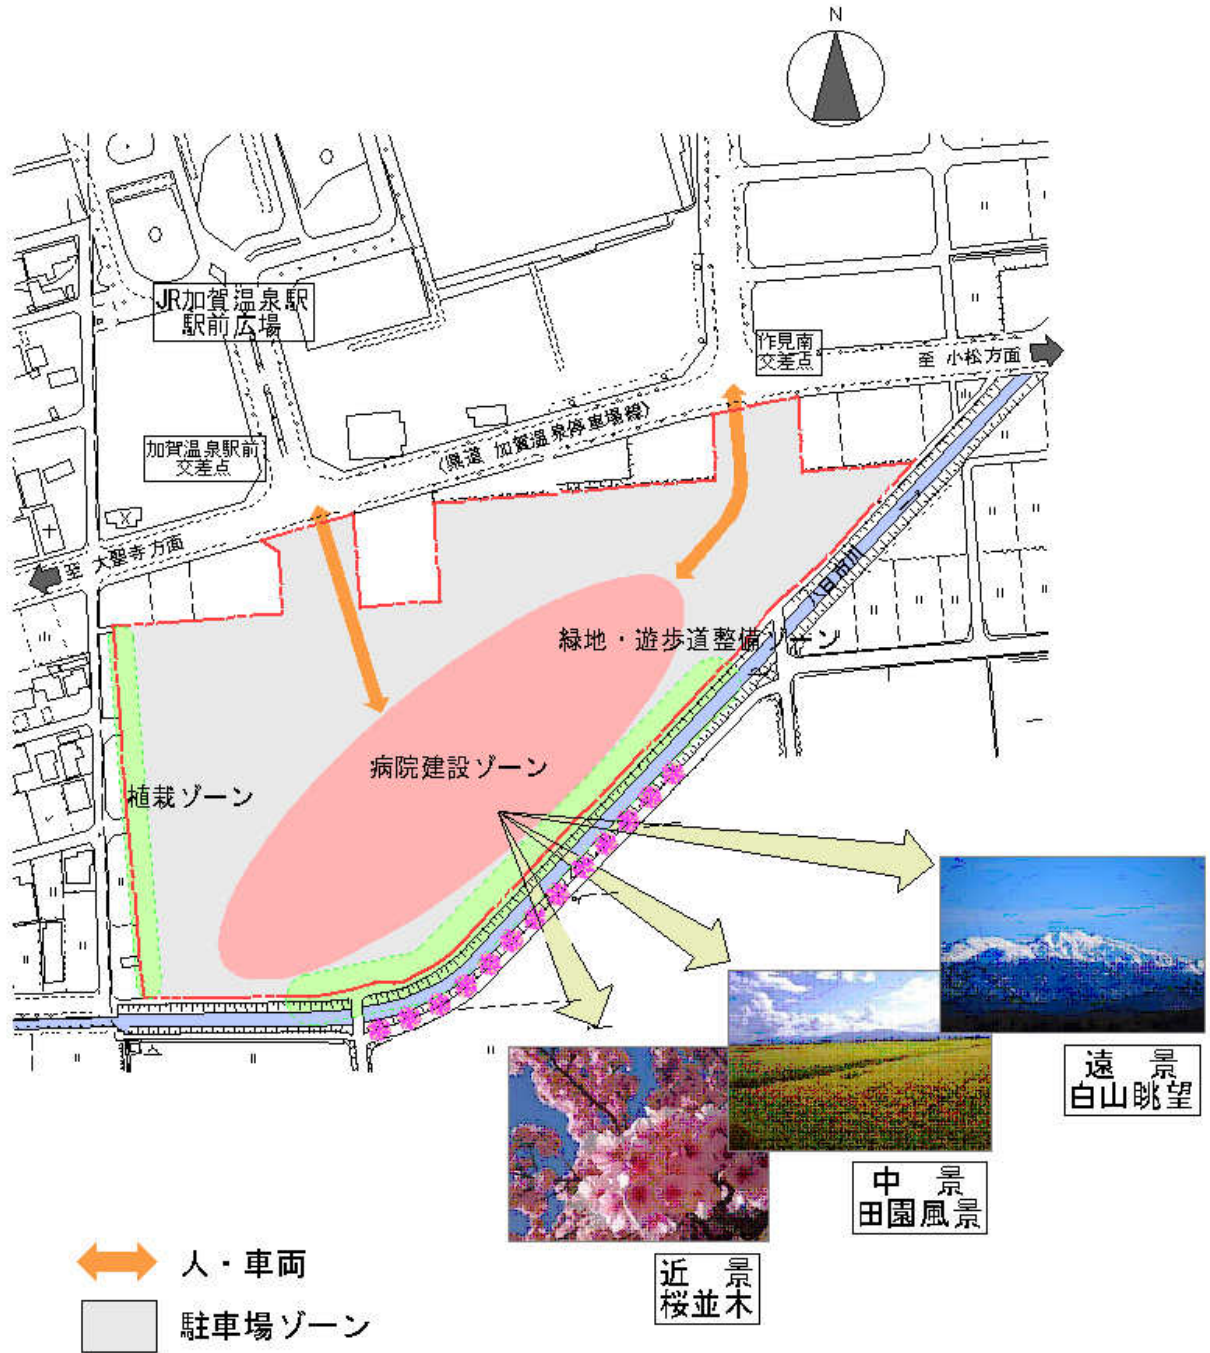 N
JR加賀温泉駅
駅前広場
作見南
交差点
至 小松方面
加賀温泉駅前
交差点
(県道 加賀温泉停車場線)
至 大聖寺方面
八日市川
緑地・遊歩道整備ゾーン
病院建設ゾーン
植栽ゾーン
遠 景
白山眺望
中 景
田園風景
近 景
桜並木
人・車両
駐車場ゾーン